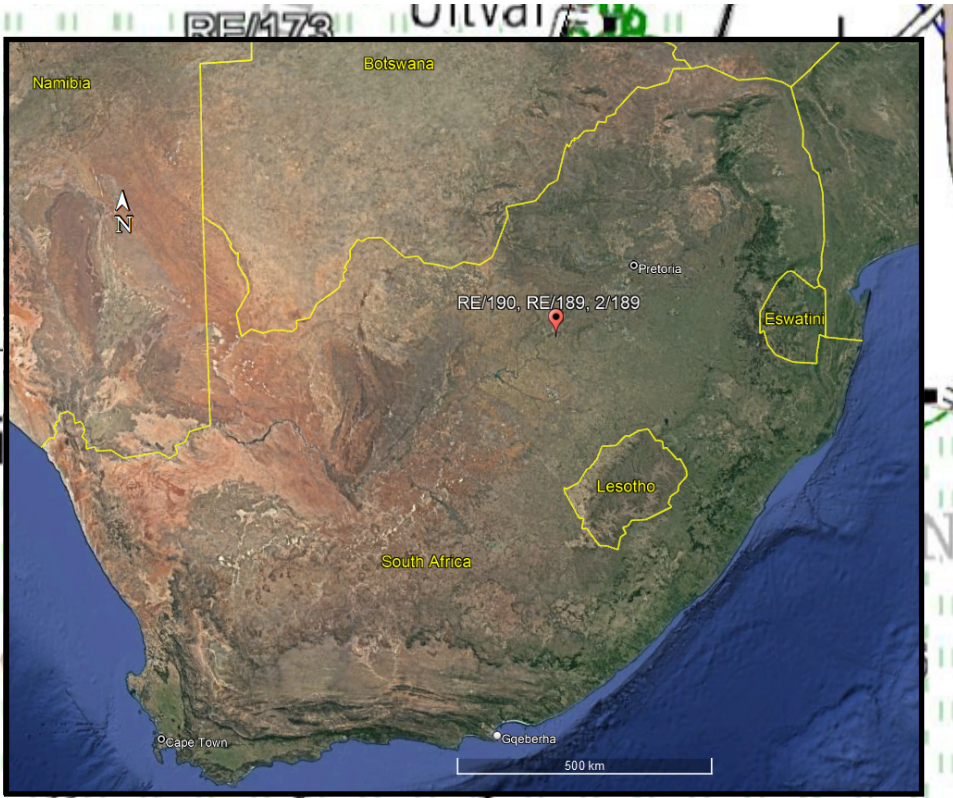 RE/173
Namibia
Botswana
N
Pretoria
RE/190, RE/189, 2/189
Eswatini
Lesotho
South Africa
Cape Town
Gqeberha
500 km